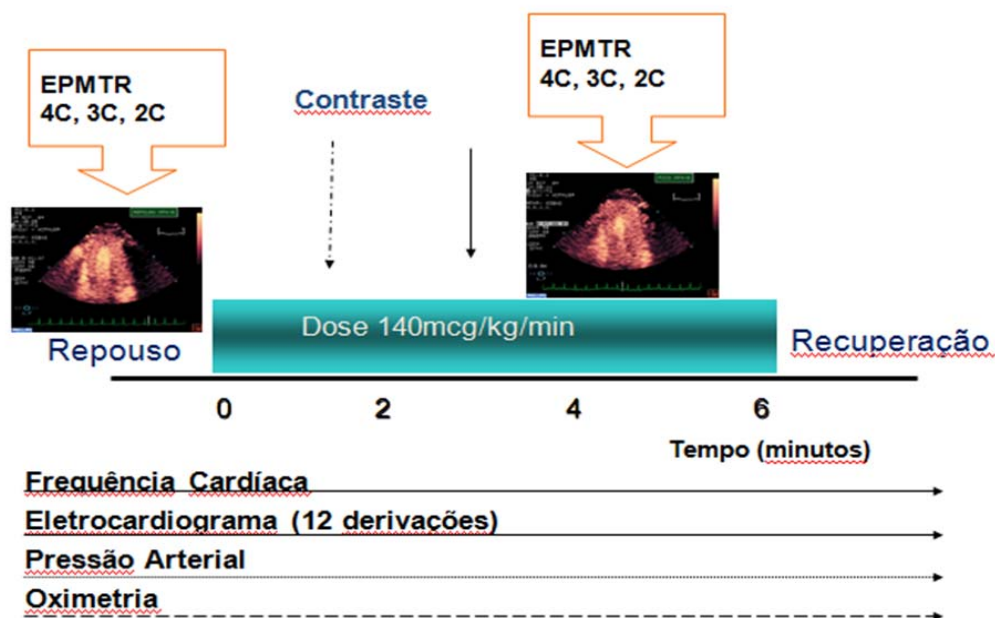 EPMTR
4C, 3C, 2C
Contraste
EPMTR
4C, 3C, 2C
Dose 140mcg/kg/min
Repouso
Recuperação
0 2 4 6
Tempo (minutos)
Frequência Cardíaca
Eletrocardiograma (12 derivações)
Pressão Arterial
Oximetria